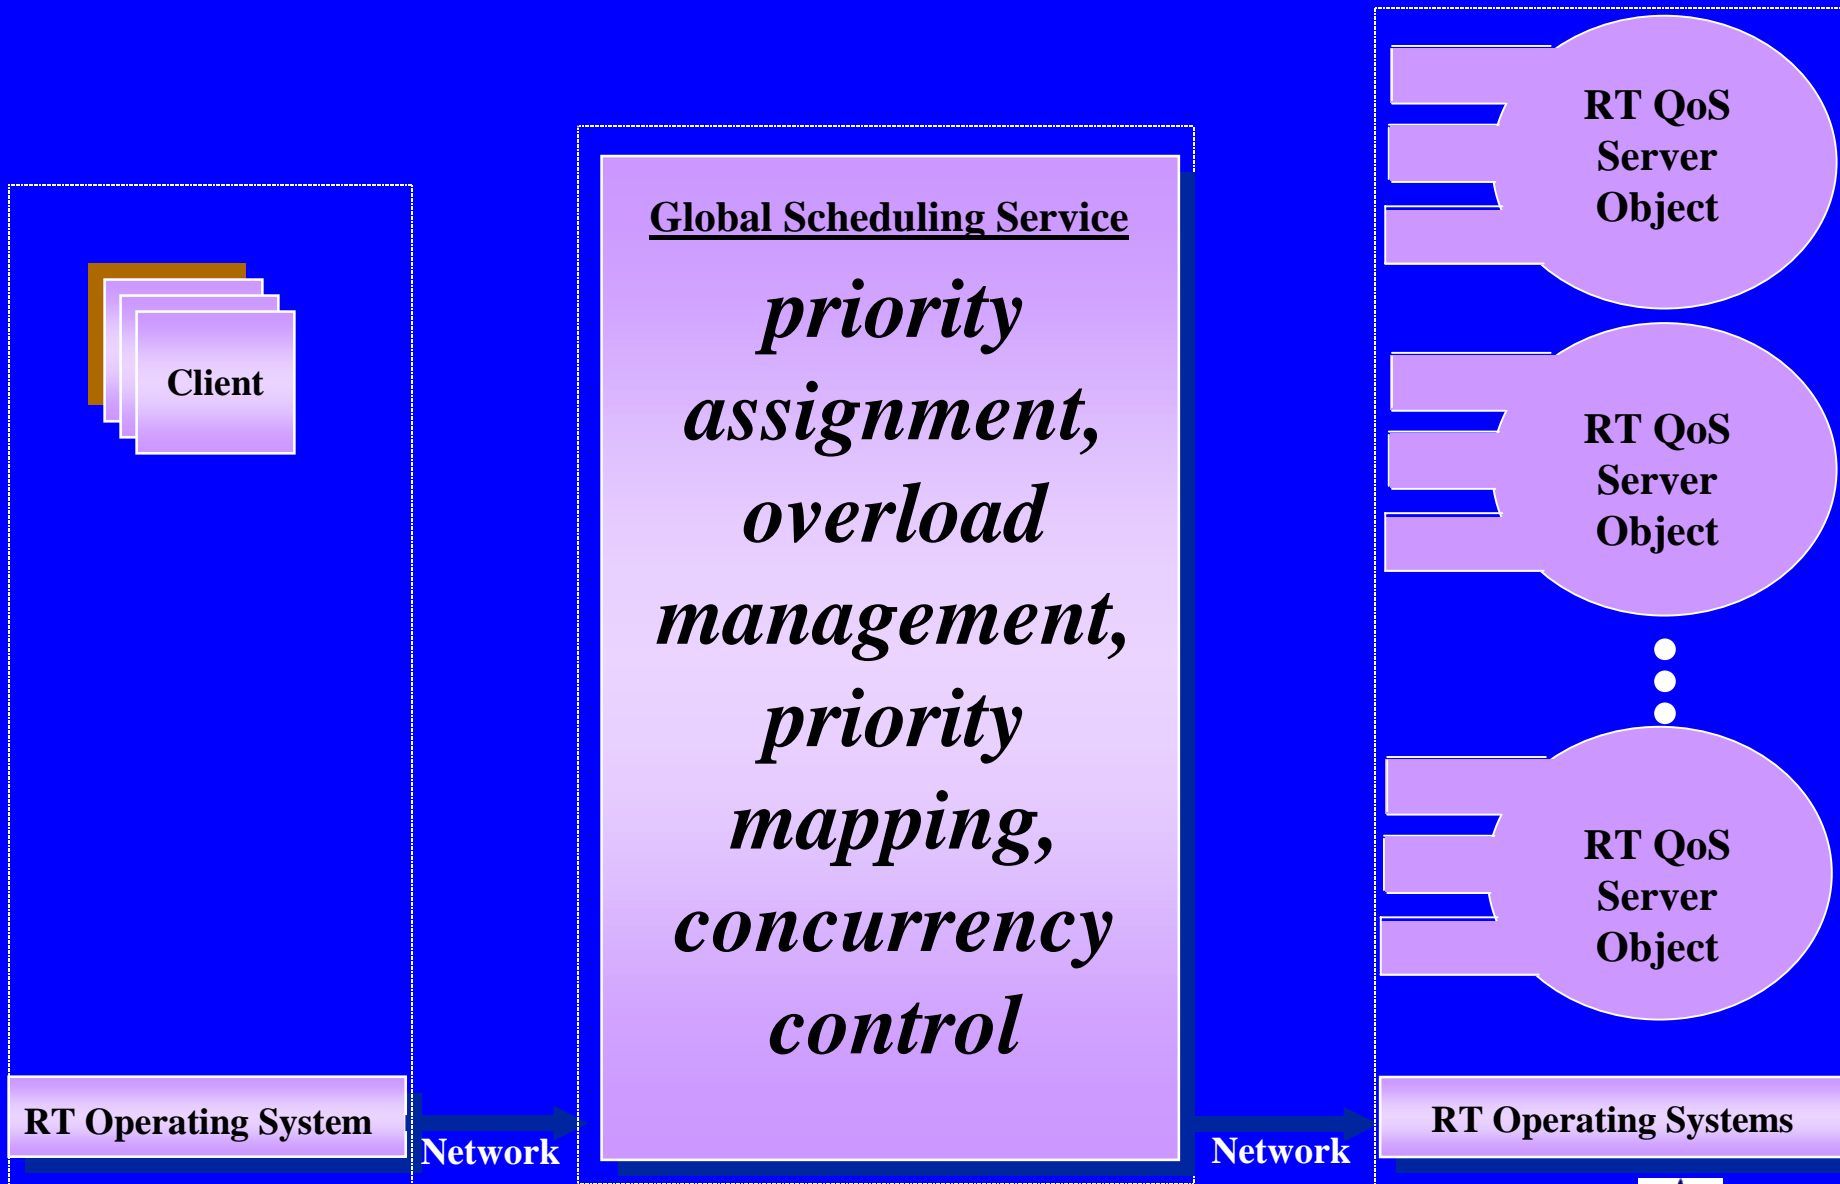 Client
RT Operating System
Network
Global Scheduling Service
priority
assignment,
overload
management,
priority
mapping,
concurrency
control
Network
RT QoS
Server
Object
RT QoS
Server
Object
RT QoS
Server
Object
RT Operating Systems